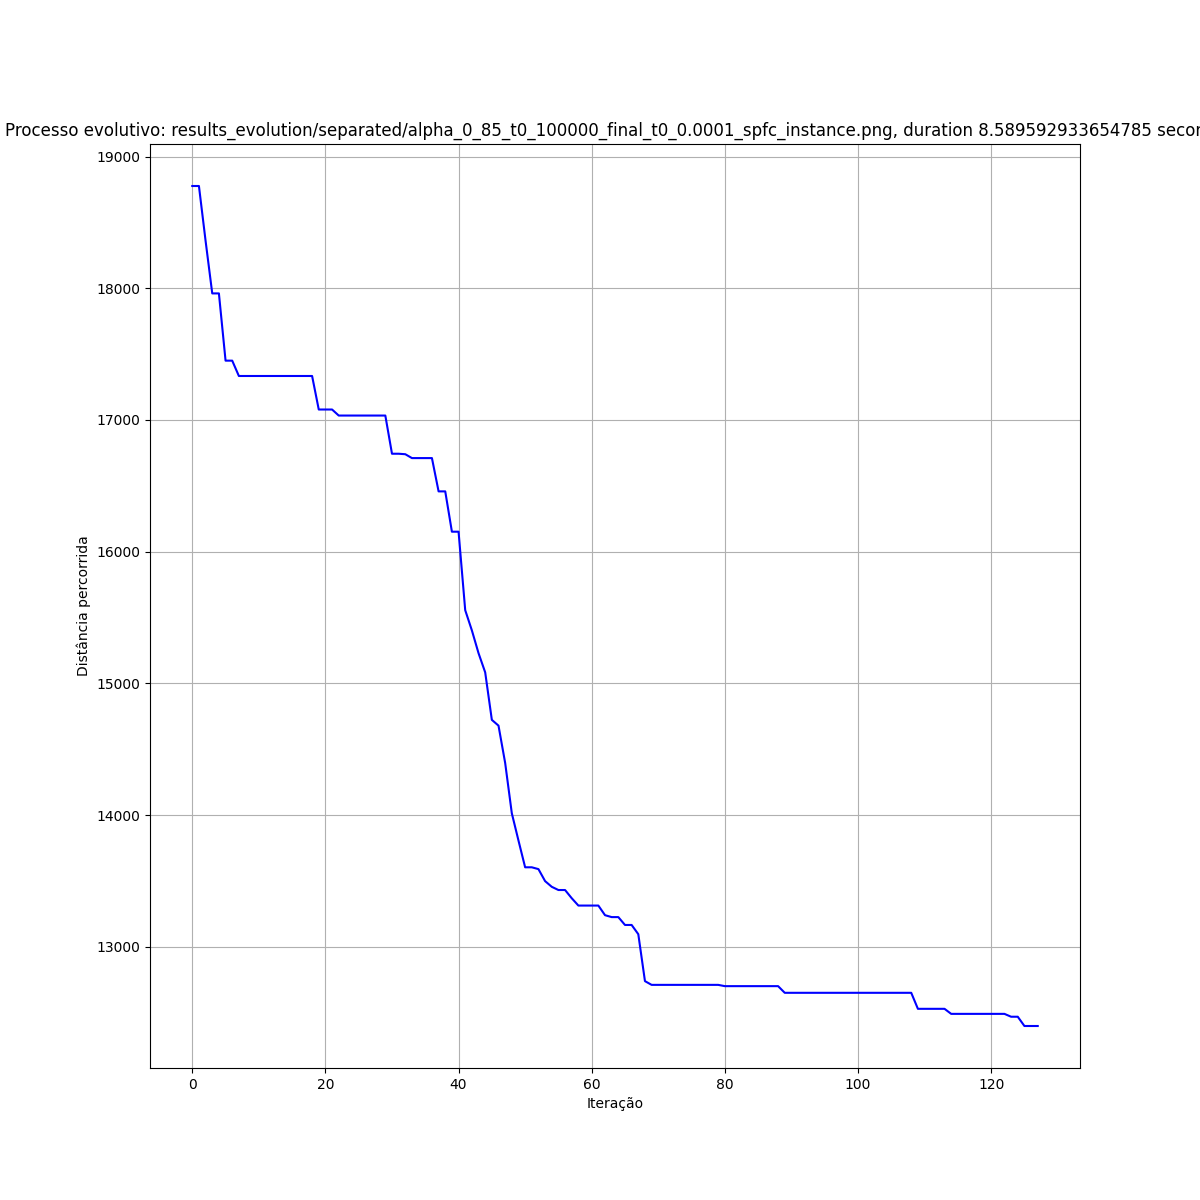 Processo evolutivo: results_evolution/separated/alpha_0_85_t0_100000_final_t0_0.0001_spfc_instance.png, duration 8.589592933654785 secon
19000
18000
17000
16000
15000
14000
13000
Distância percorrida
0 20 40 60 80 100 120
Iteração